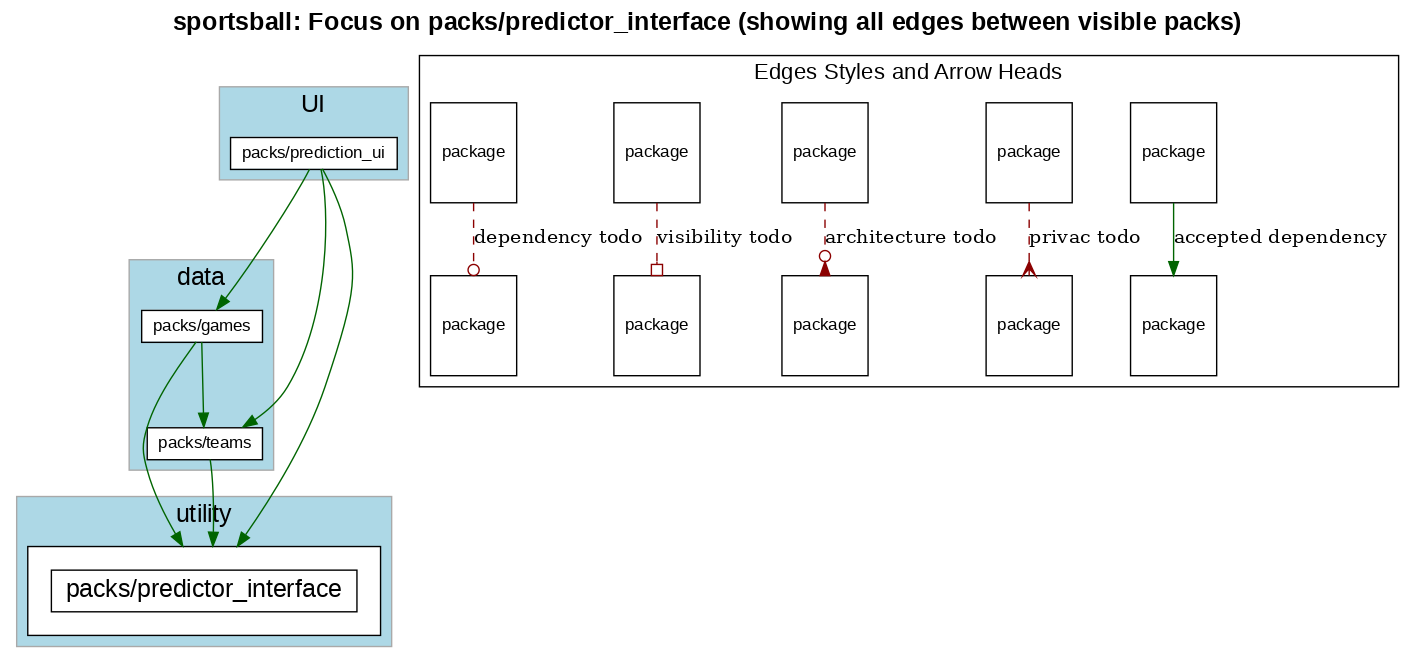 sportsball: Focus on packs/predictor_interface (showing all edges between visible packs)
UI
packs/prediction_ui
data
packs/games
packs/teams
utility
packs/predictor_interface
Edges Styles and Arrow Heads
package
package
package
package
package
dependency todo
visibility todo
architecture todo
privac todo
accepted dependency
package
package
package
package
package